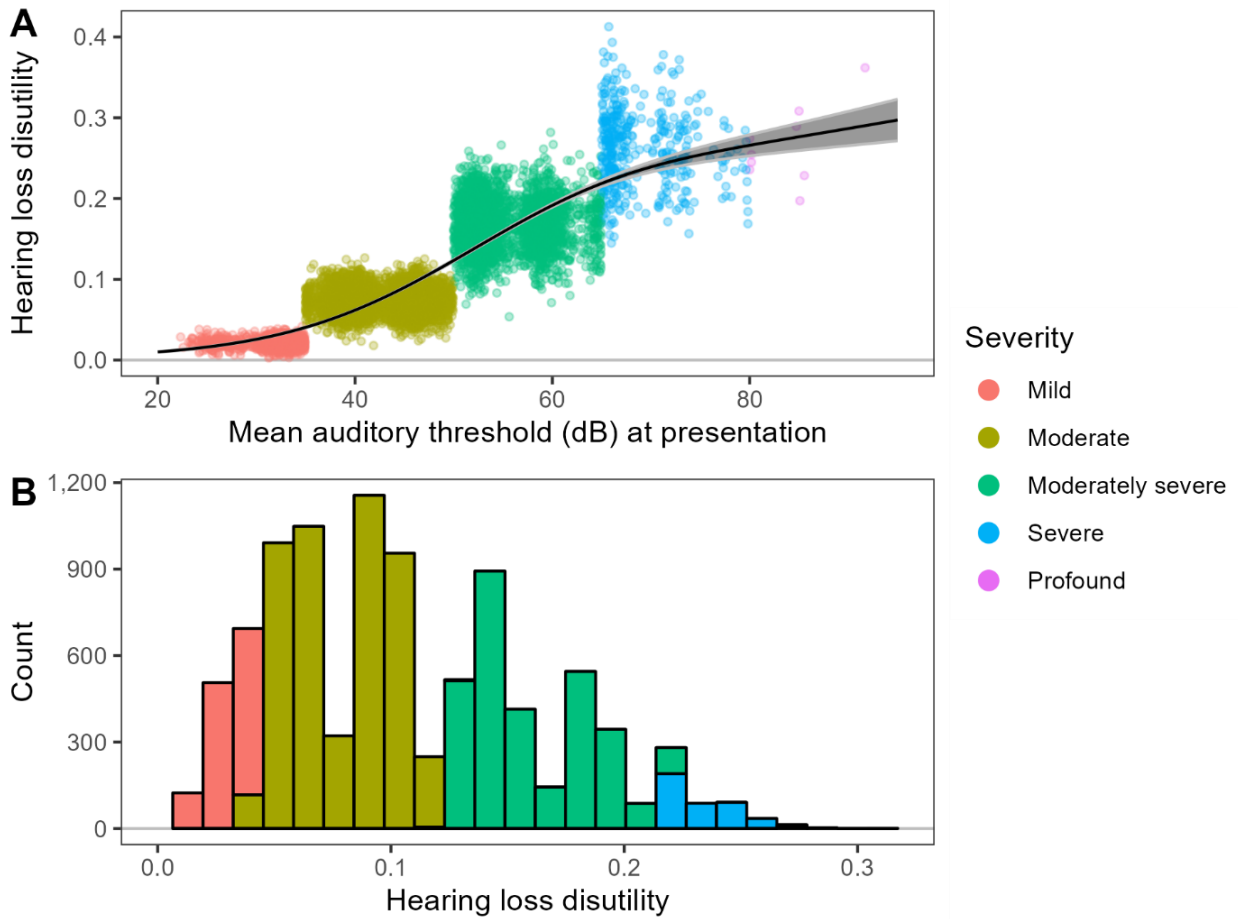 A
Hearing loss disutility
0.4
0.3
0.2
0.1
0.0
20 40 60 80
Mean auditory threshold (dB) at presentation
B
Count
1,200
900
600
300
0
0.0 0.1 0.2 0.3
Hearing loss disutility
Severity
Mild
Moderate
Moderately severe
Severe
Profound